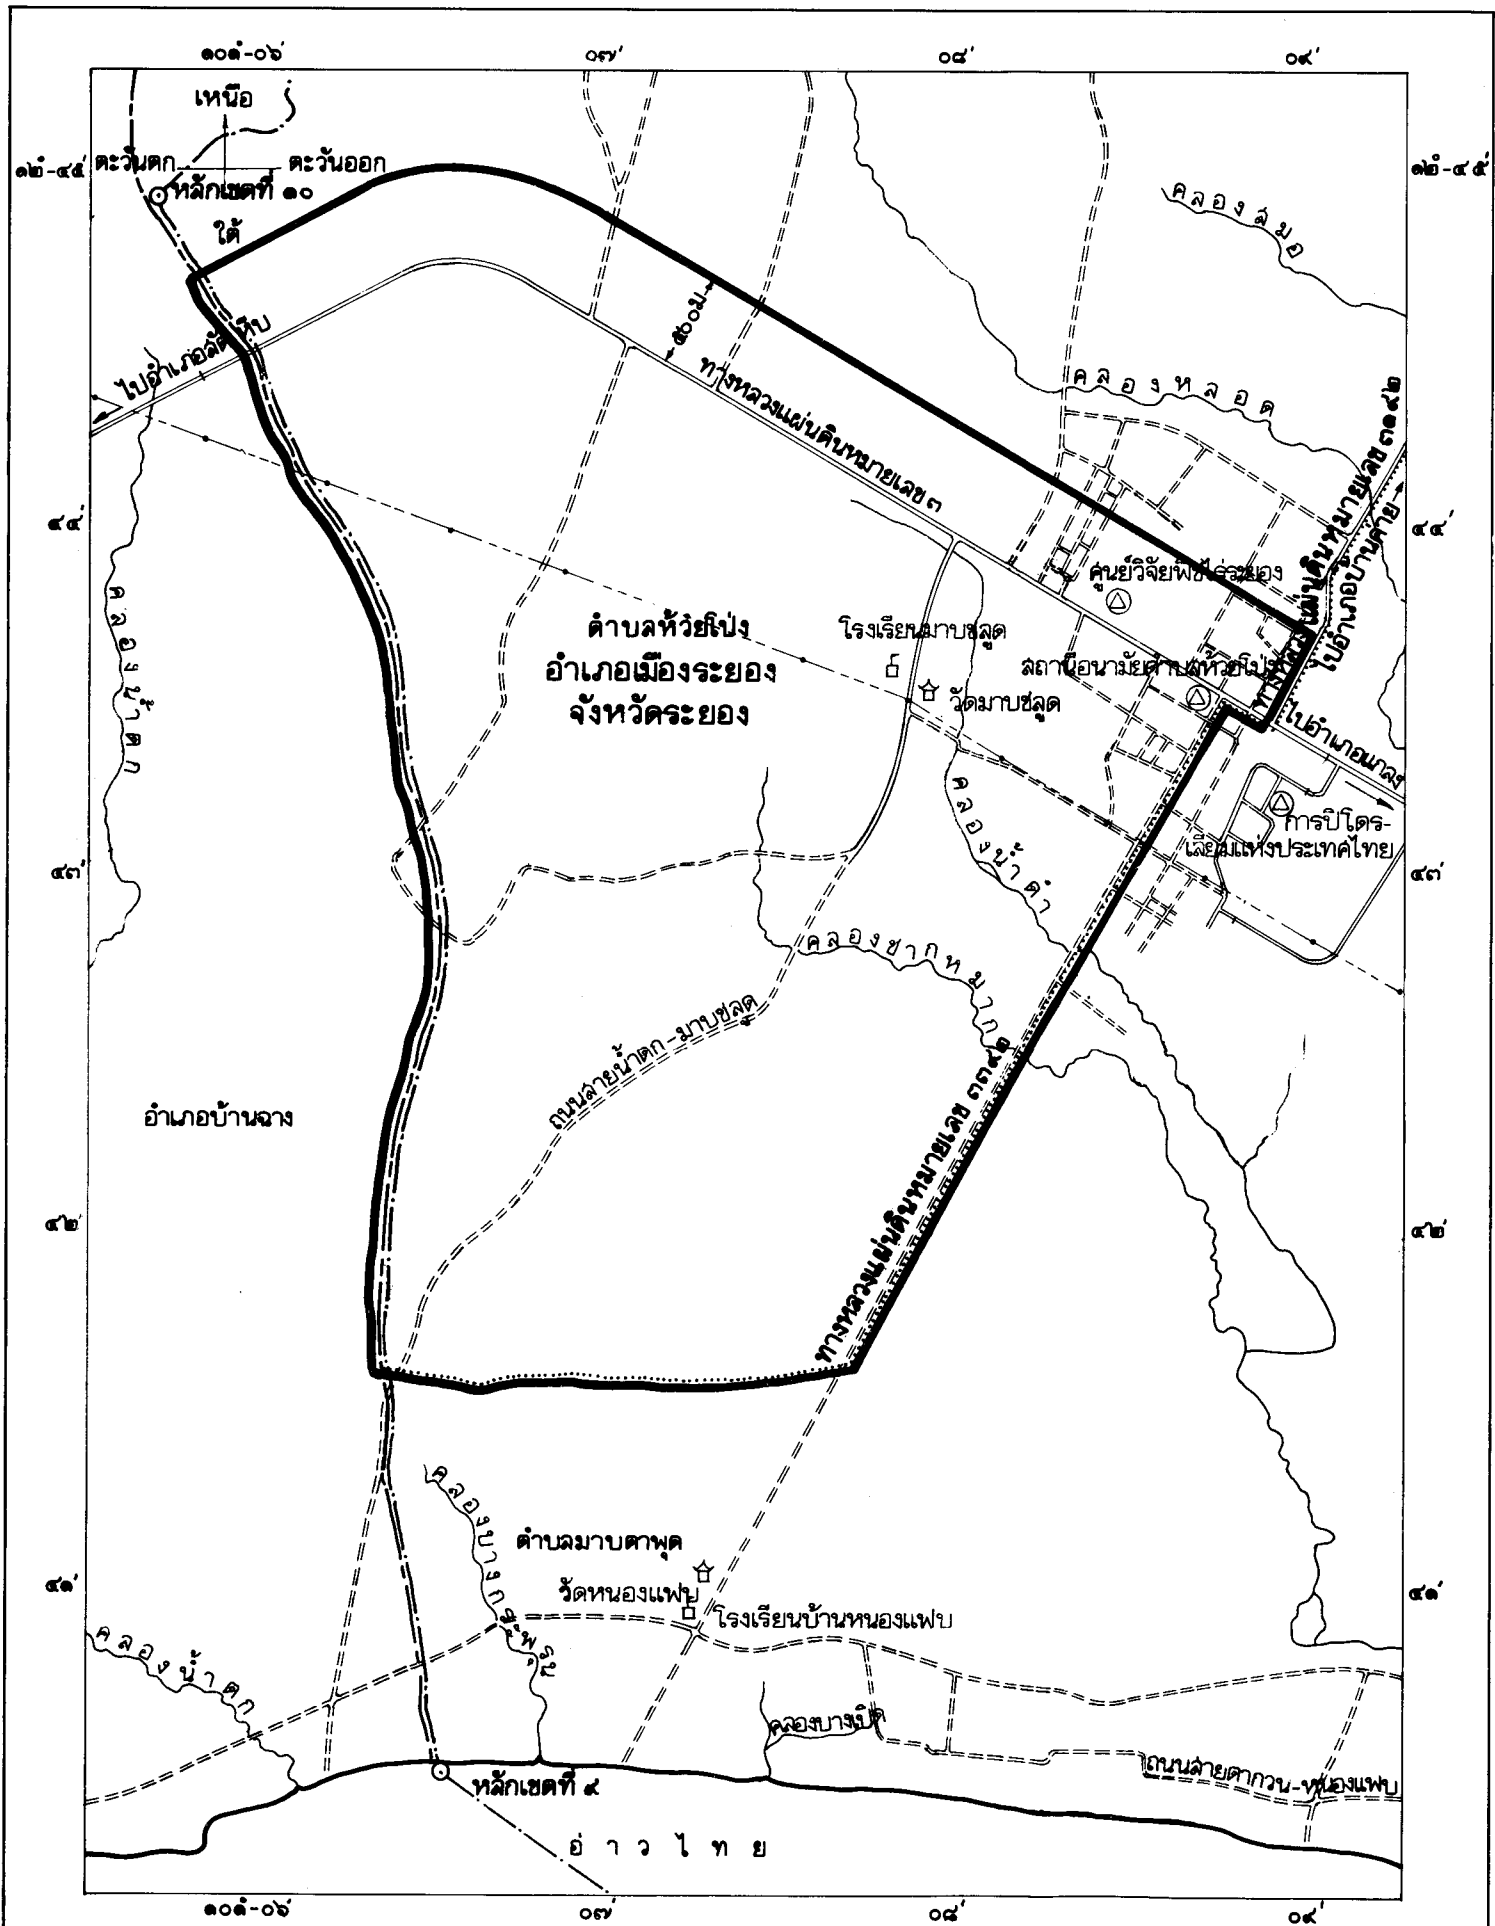 ๑๐๑°-๐๖'
๐๗'
๐๘'
๐๙'
เหนือ
ตะวันตก
ตะวันออก
ใต้
๑๒°-๔๕'
๑๒°-๔๕'
หลักเขตที่ ๑๐
คลองสมอ
ไปอำเภอสัตหีบ
๕๐๐ ม
ทางหลวงแผ่นดินหมายเลข ๓
คลองหลอด
ทางหลวงแผ่นดินหมายเลข ๓๑๙๒
ไปอำเภอบ้านค่าย
๔๔'
๔๔'
ศูนย์วิจัยพืชไร่ระยอง
คลองน้ำตก
ตำบลห้วยโป่ง
อำเภอเมืองระยอง
จังหวัดระยอง
โรงเรียนมาบชลูด
สถานีอนามัยตำบลห้วยโป่ง
วัดมาบชลูด
ไปอำเภอแกลง
การปิโตร-
เลียมแห่งประเทศไทย
๔๓'
๔๓'
คลองน้ำดำ
คลองชากหมาก
ถนนสายน้ำตก-มาบชลูด
อำเภอบ้านฉาง
ทางหลวงแผ่นดินหมายเลข ๓๓๙๒
๔๒'
๔๒'
คลองบางกระพรุน
ตำบลมาบตาพุด
วัดหนองแฟบ
โรงเรียนบ้านหนองแฟบ
๔๑'
๔๑'
คลองน้ำตก
คลองบางเบิด
ถนนสายตากวน-หนองแฟบ
หลักเขตที่ ๙
อ่าวไทย
๑๐๑°-๐๖'
๐๗'
๐๘'
๐๙'